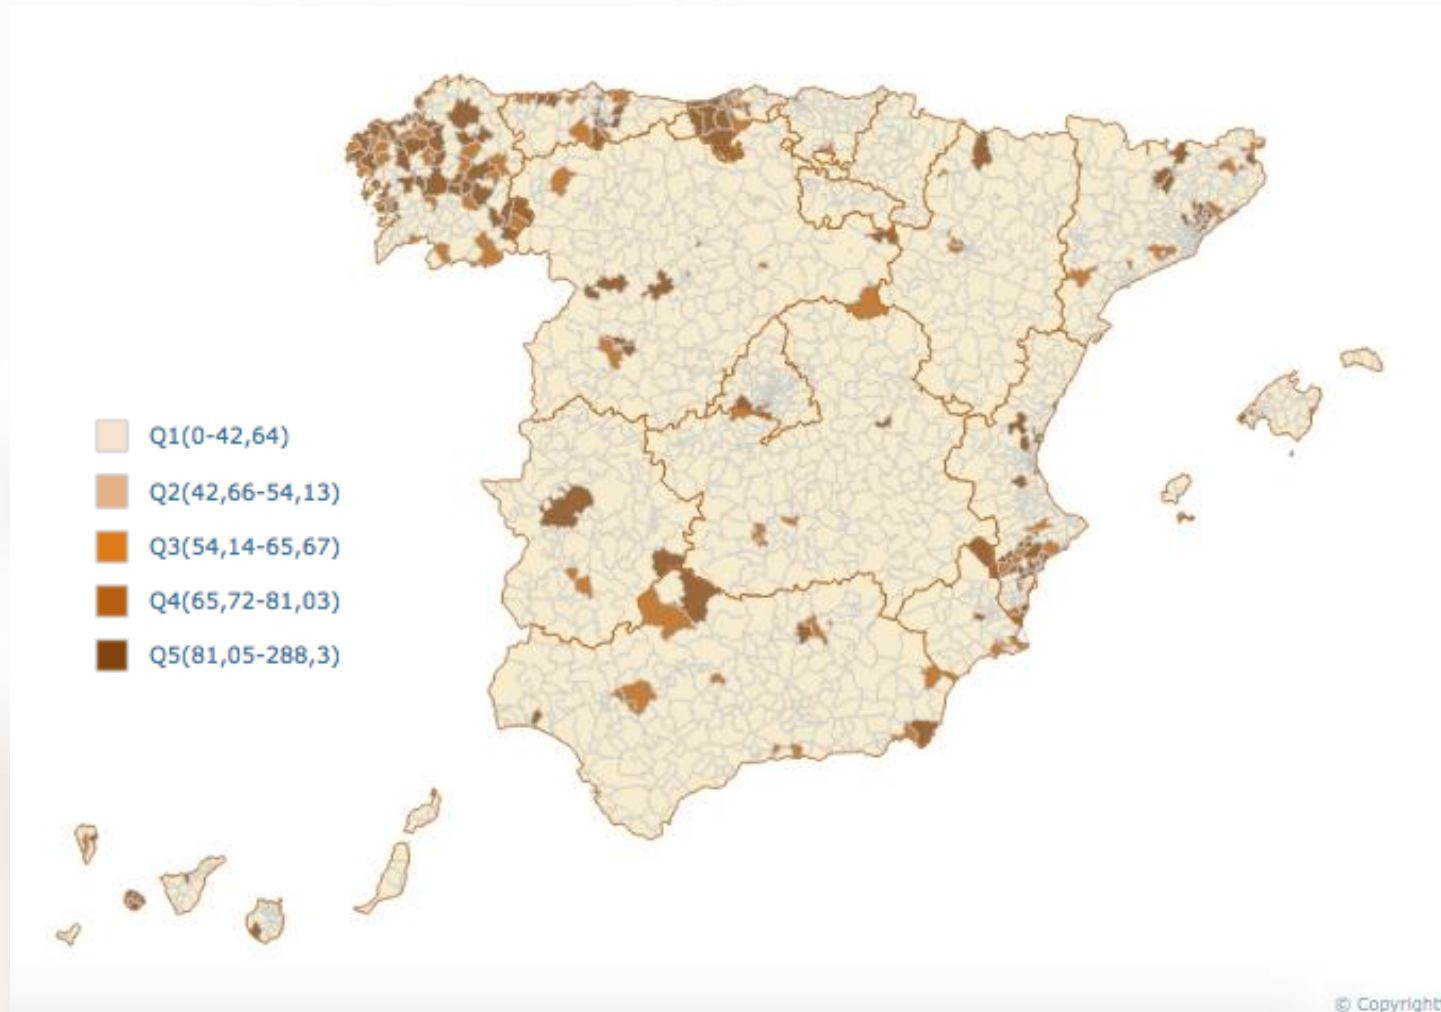 Q1(0-42,64)
Q2(42,66-54,13)
Q3(54,14-65,67)
Q4(65,72-81,03)
Q5(81,05-288,3)
© Copyright